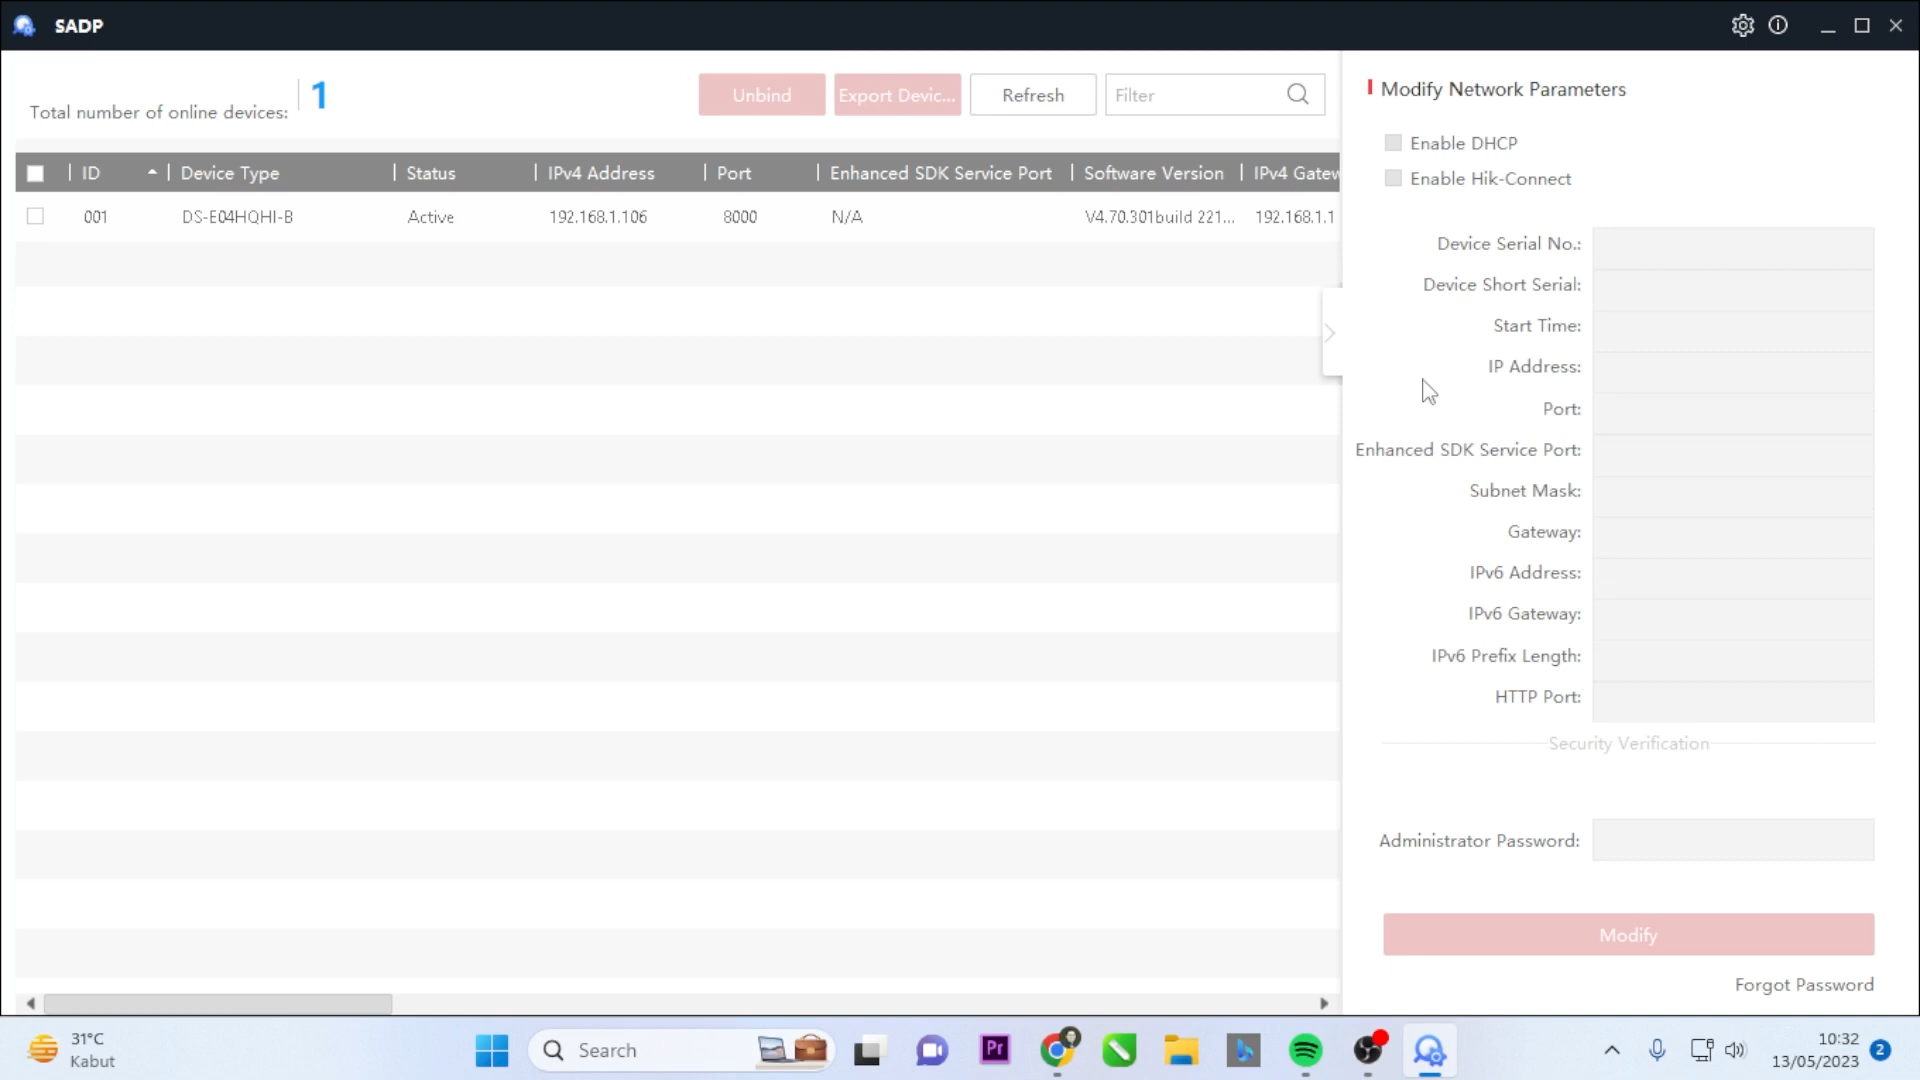 SADP
Total number of online devices: 1
Unbind
Export Devic...
Refresh
Filter
ID Device Type Status IPv4 Address Port Enhanced SDK Service Port Software Version IPv4 Gatew
001 DS-E04HQHI-B Active 192.168.1.106 8000 N/A V4.70.301build 221... 192.168.1.1
Modify Network Parameters
Enable DHCP
Enable Hik-Connect
Device Serial No.:
Device Short Serial:
Start Time:
IP Address:
Port:
Enhanced SDK Service Port:
Subnet Mask:
Gateway:
IPv6 Address:
IPv6 Gateway:
IPv6 Prefix Length:
HTTP Port:
Security Verification
Administrator Password:
Modify
Forgot Password
31°C
Kabut
Search
Pr
10:32
13/05/2023
2